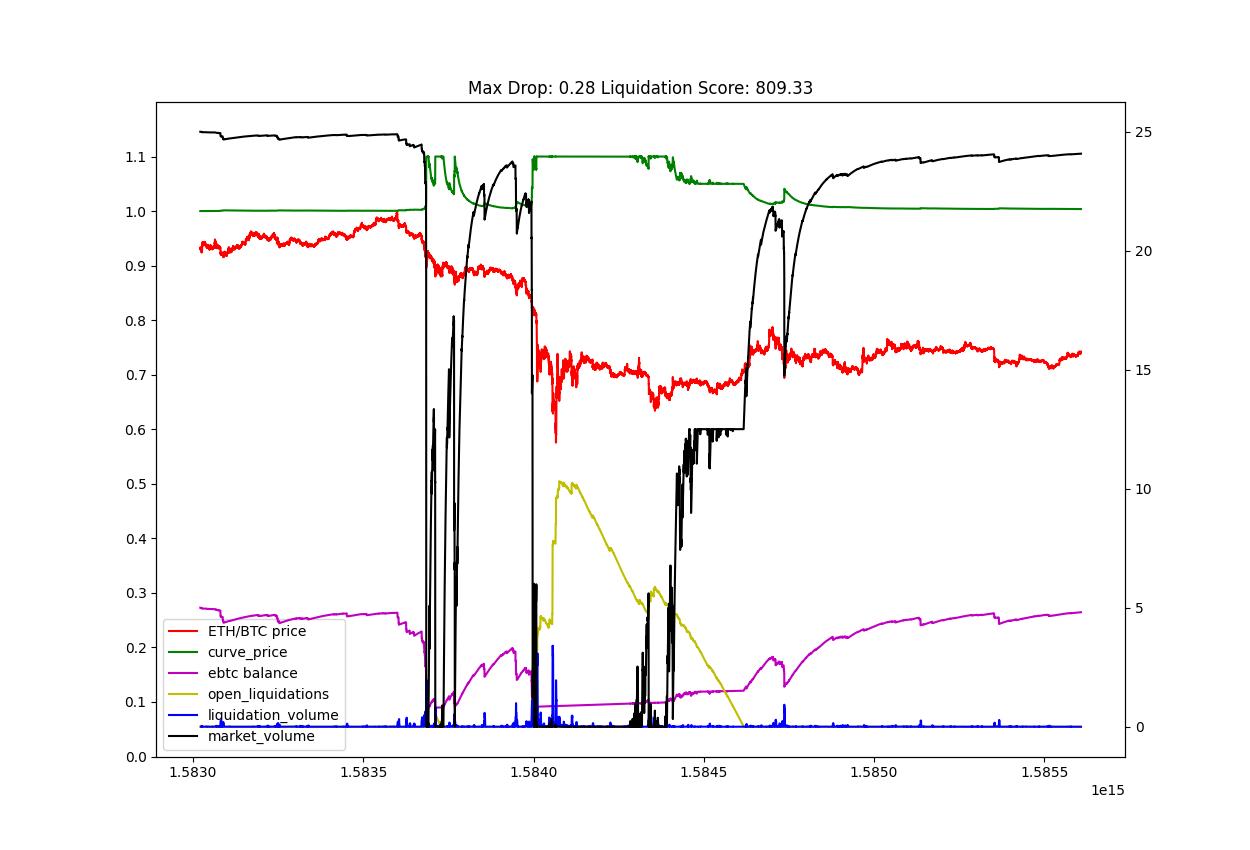 Max Drop: 0.28 Liquidation Score: 809.33
1.1
1.0
0.9
0.8
0.7
0.6
0.5
0.4
0.3
0.2
0.1
0.0
25
20
15
10
5
0
ETH/BTC price
curve_price
ebtc balance
open_liquidations
liquidation_volume
market_volume
1.5830 1.5835 1.5840 1.5845 1.5850 1.5855
1e15